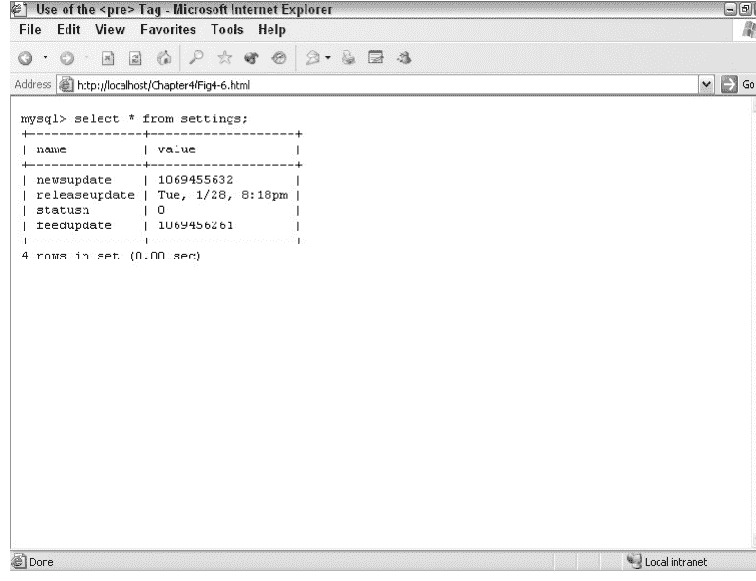 Use of the <pre> Tag - Microsoft Internet Explorer
File Edit View Favorites Tools Help
Address http://localhost/Chapter4/Fig4-6.html Go
mysql> select * from settings;
+---------------+--------------------+
| name | value |
+---------------+--------------------+
| newsupdate | 1069455632 |
| releaseupdate | Tue, 1/28, 8:18pm |
| statusn | 0 |
| feedupdate | 1069456261 |
+---------------+--------------------+
4 rows in set (0.00 sec)
Done Local intranet